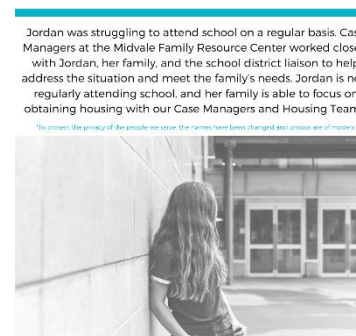 Jordan was struggling to attend school on a regular basis. Cas
Managers at the Midvale Family Resource Center worked close
with Jordan, her family, and the school district liaison to help
address the situation and meet the family's needs. Jordan is no
regularly attending school, and her family is able to focus on
obtaining housing with our Case Managers and Housing Team
*To protect the privacy of the people we serve, the names have been changed and photos are of models.